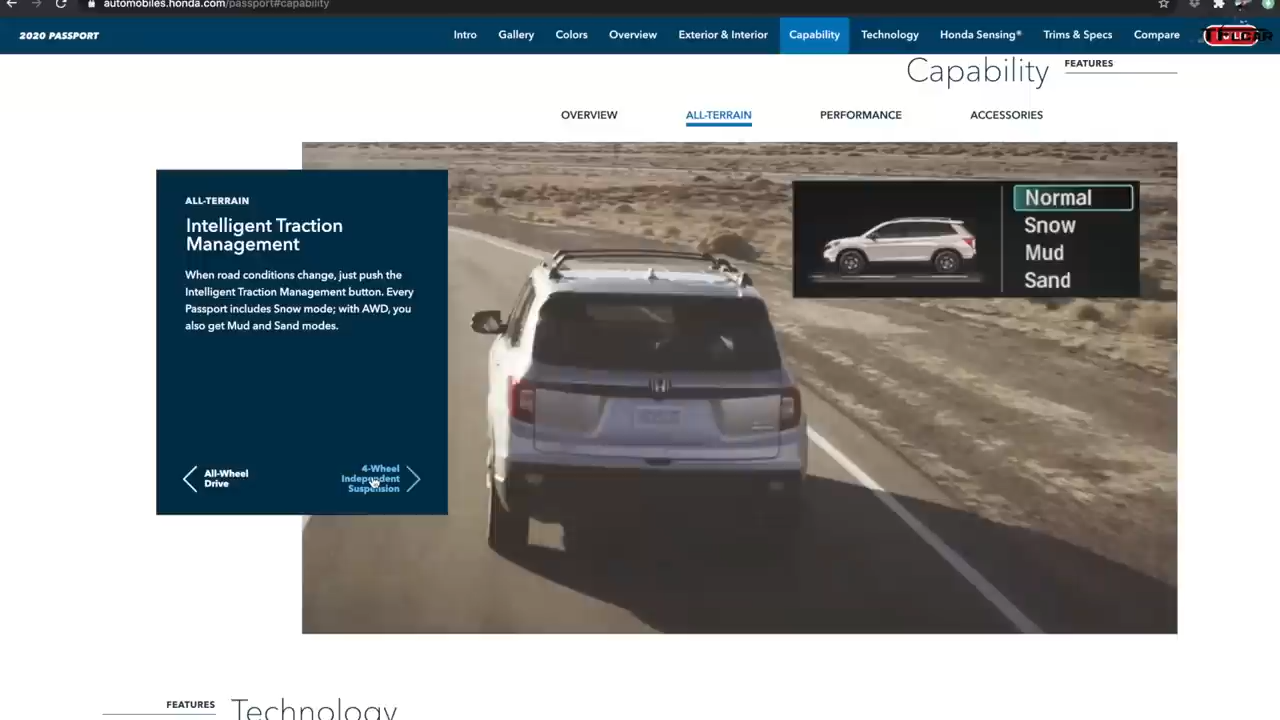 automobiles.honda.com/passport#capability
2020 PASSPORT
Intro
Gallery
Colors
Overview
Exterior & Interior
Capability
Technology
Honda Sensing®
Trims & Specs
Compare
Capability
FEATURES
OVERVIEW
ALL-TERRAIN
PERFORMANCE
ACCESSORIES
ALL-TERRAIN
Intelligent Traction
Management
When road conditions change, just push the
Intelligent Traction Management button. Every
Passport includes Snow mode; with AWD, you
also get Mud and Sand modes.
All-Wheel
Drive
4-Wheel
Independent
Suspension
Normal
Snow
Mud
Sand
FEATURES
Technology